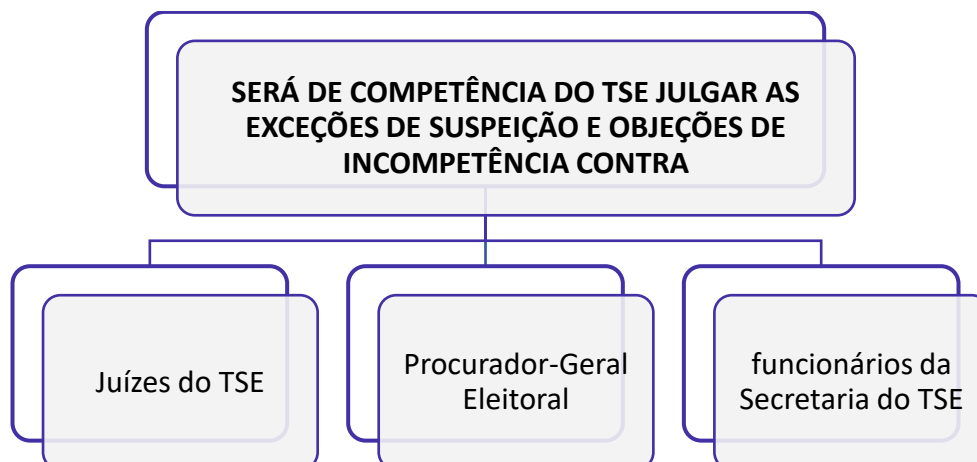 SERÁ DE COMPETÊNCIA DO TSE JULGAR AS
EXCEÇÕES DE SUSPEIÇÃO E OBJEÇÕES DE
INCOMPETÊNCIA CONTRA
Juízes do TSE
Procurador-Geral
Eleitoral
funcionários da
Secretaria do TSE